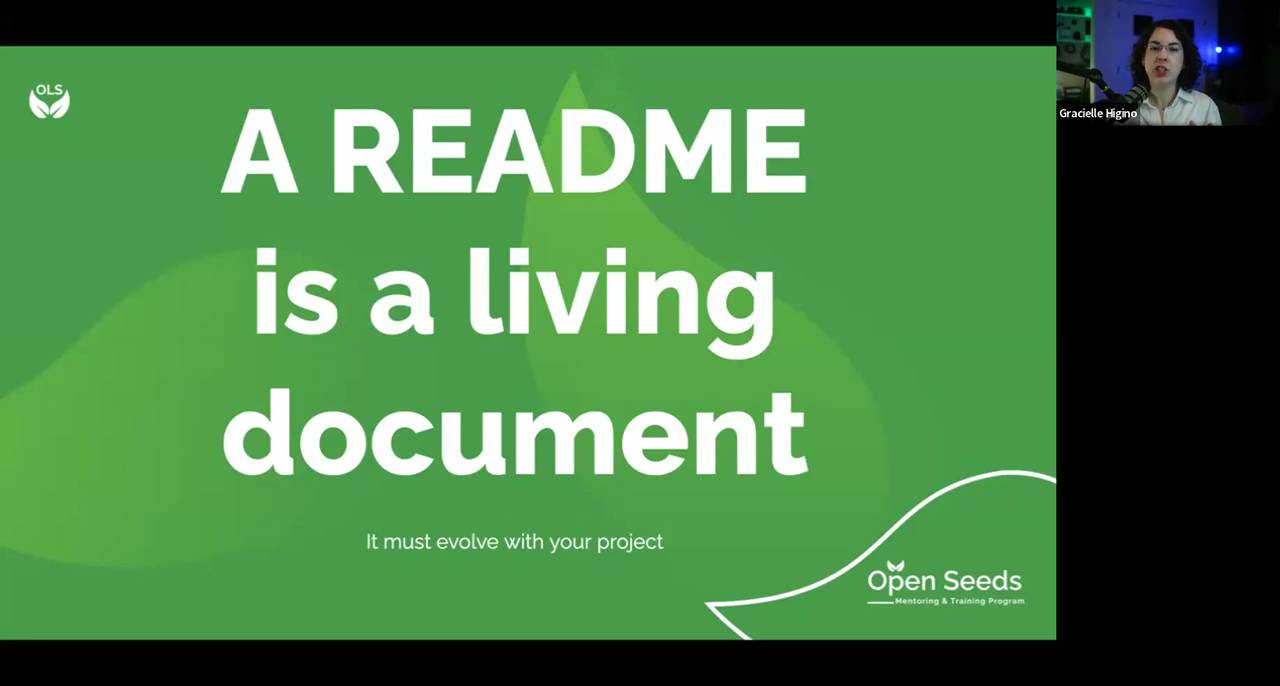 OLS
A README
is a living
document
It must evolve with your project
Open Seeds
Mentoring & Training Program
Gracielle Higino